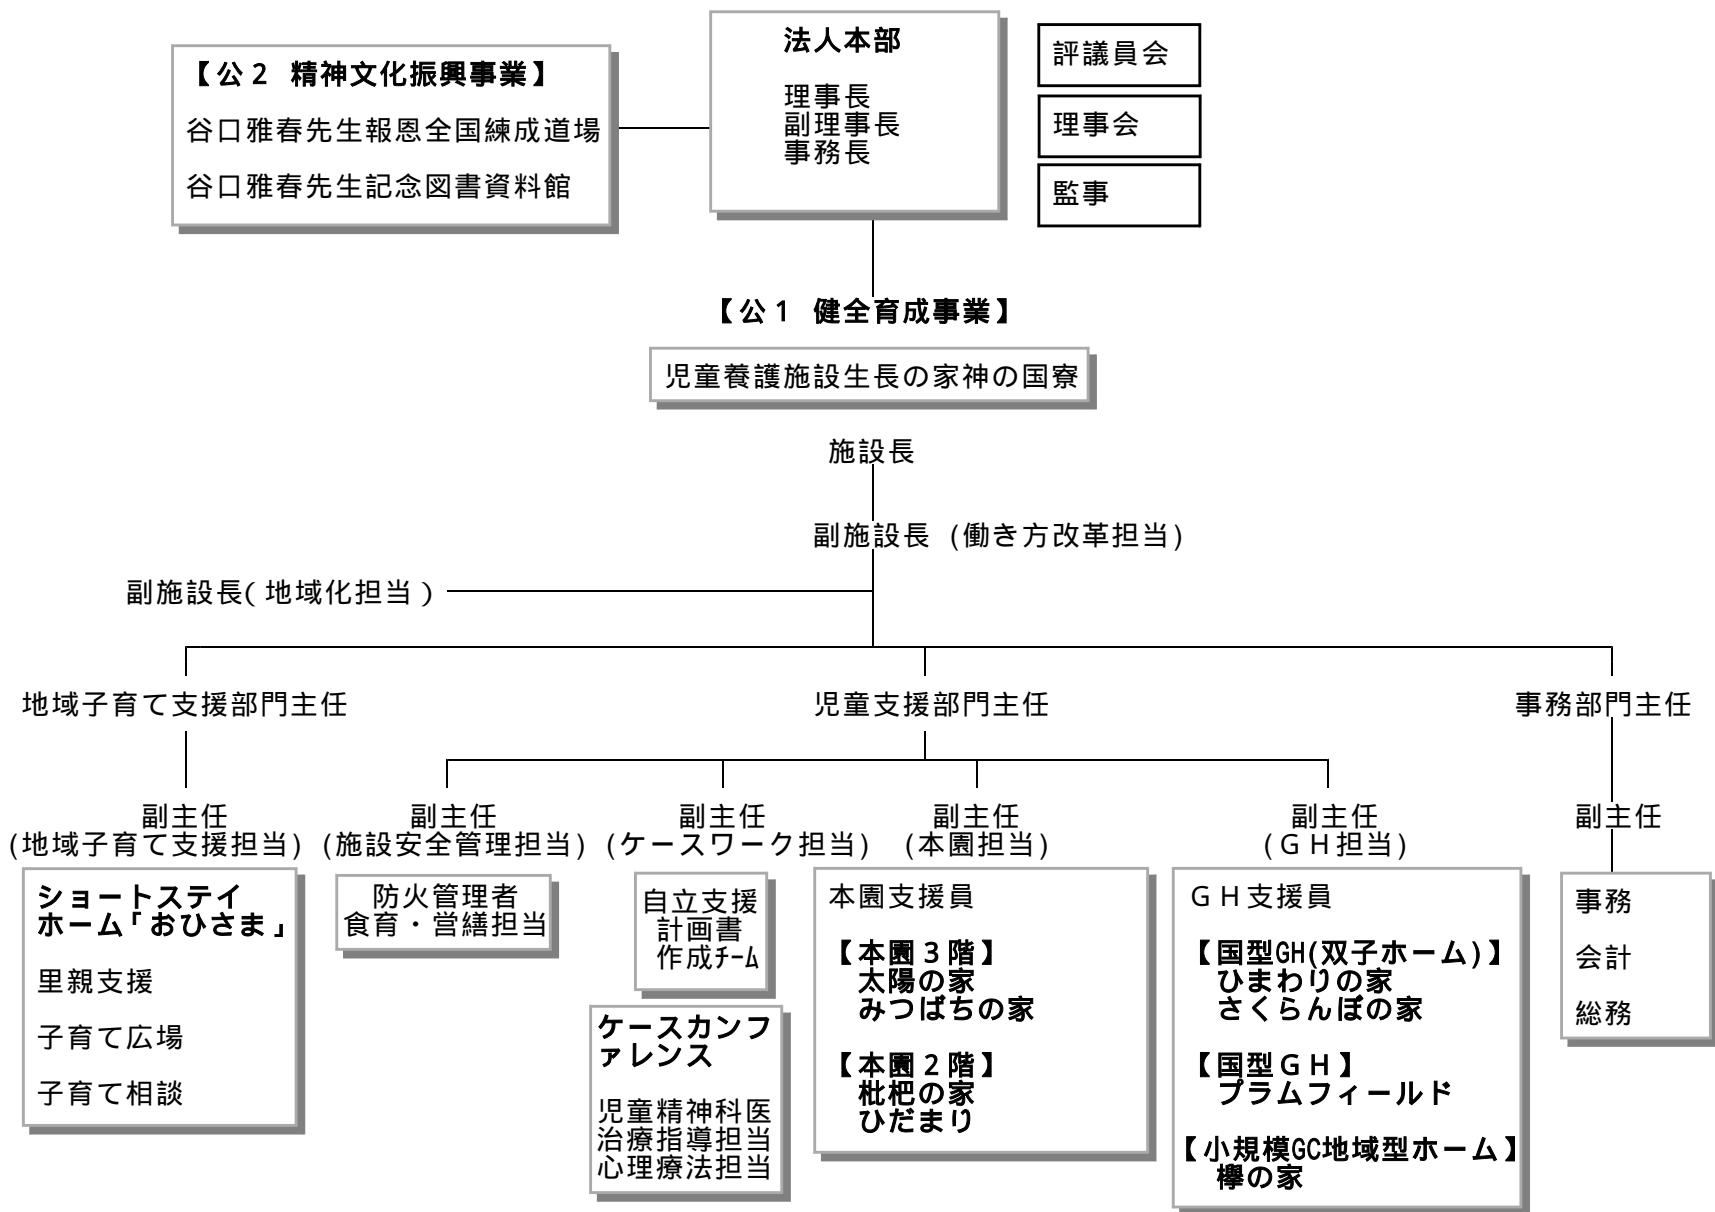 法人本部
理事長
副理事長
事務長
評議員会
理事会
監事
【公２ 精神文化振興事業】
谷口雅春先生報恩全国練成道場
谷口雅春先生記念図書資料館
【公１ 健全育成事業】
児童養護施設生長の家神の国寮
施設長
副施設長 (働き方改革担当)
副施設長(地域化担当)
地域子育て支援部門主任
児童支援部門主任
事務部門主任
副主任
(地域子育て支援担当)
ショートステイ
ホーム「おひさま」
里親支援
子育て広場
子育て相談
副主任
(施設安全管理担当)
防火管理者
食育・営繕担当
副主任
(ケースワーク担当)
自立支援
計画書
作成ﾁｰﾑ
ケースカンフ
ァレンス
児童精神科医
治療指導担当
心理療法担当
副主任
(本園担当)
本園支援員
【本園３階】
太陽の家
みつばちの家
【本園２階】
枇杷の家
ひだまり
副主任
(ＧＨ担当)
ＧＨ支援員
【国型GH(双子ホーム)】
ひまわりの家
さくらんぼの家
【国型ＧＨ】
プラムフィールド
【小規模GC地域型ホーム】
欅の家
副主任
事務
会計
総務